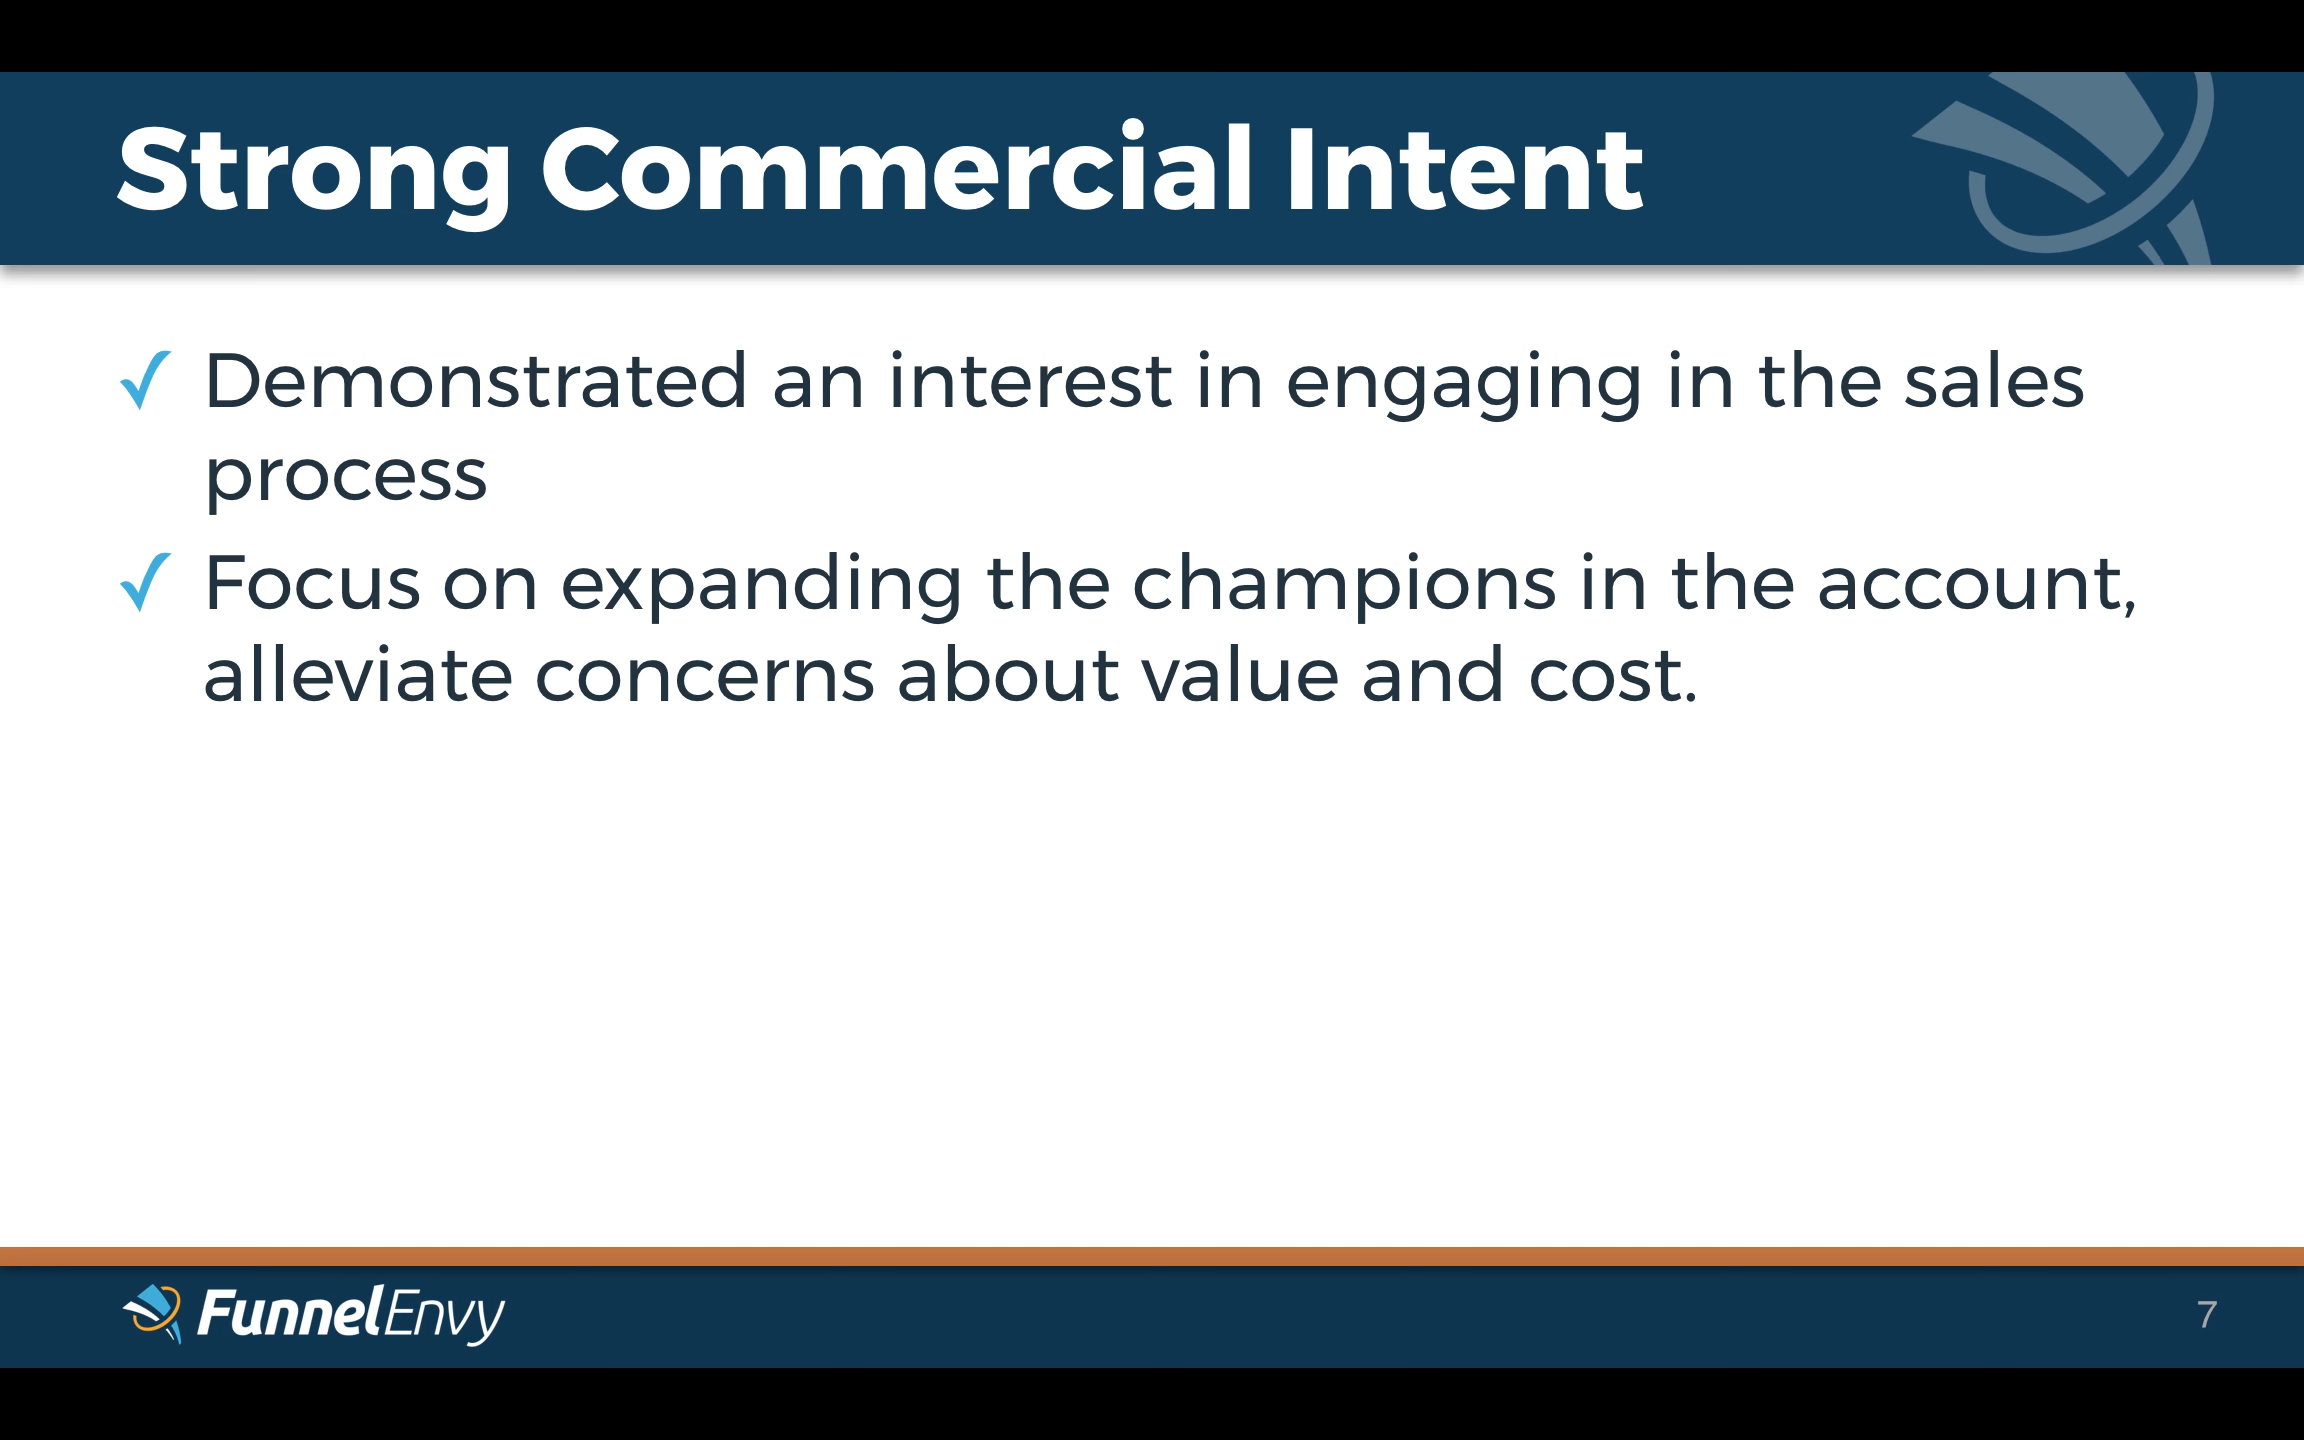 Strong Commercial Intent
Demonstrated an interest in engaging in the sales
process
Focus on expanding the champions in the account,
alleviate concerns about value and cost.
FunnelEnvy
7